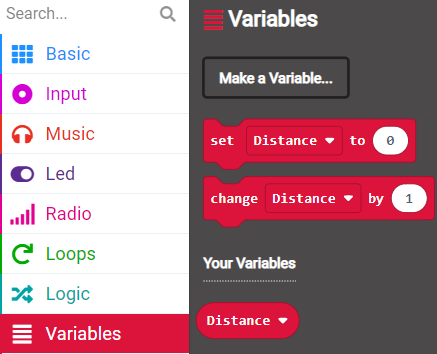 Search...
Basic
Input
Music
Led
Radio
Loops
Logic
Variables
Variables
Make a Variable...
set Distance to 0
change Distance by 1
Your Variables
Distance